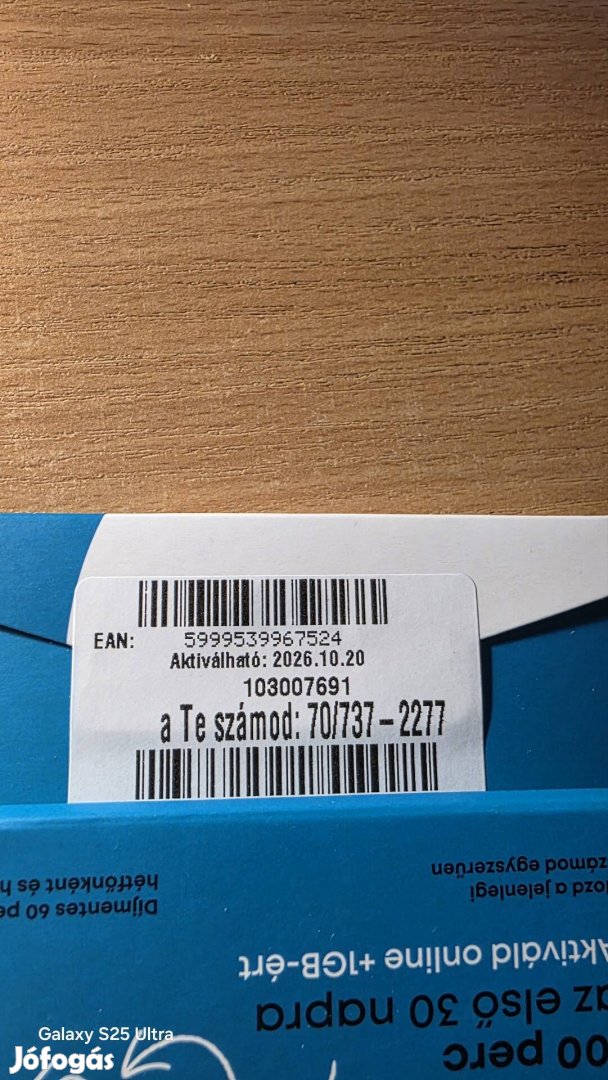 EAN: 5999539967524
Aktiválható: 2026.10.20
103007691
a Te számod: 70/737-2277
Díjmentes 60 pe
hétfőnként és h
Hozd a jelenlegi
számod egyszerűen
Aktiváld online +1GB-ért
az első 30 napra
00 perc
Galaxy S25 Ultra
Jófogás